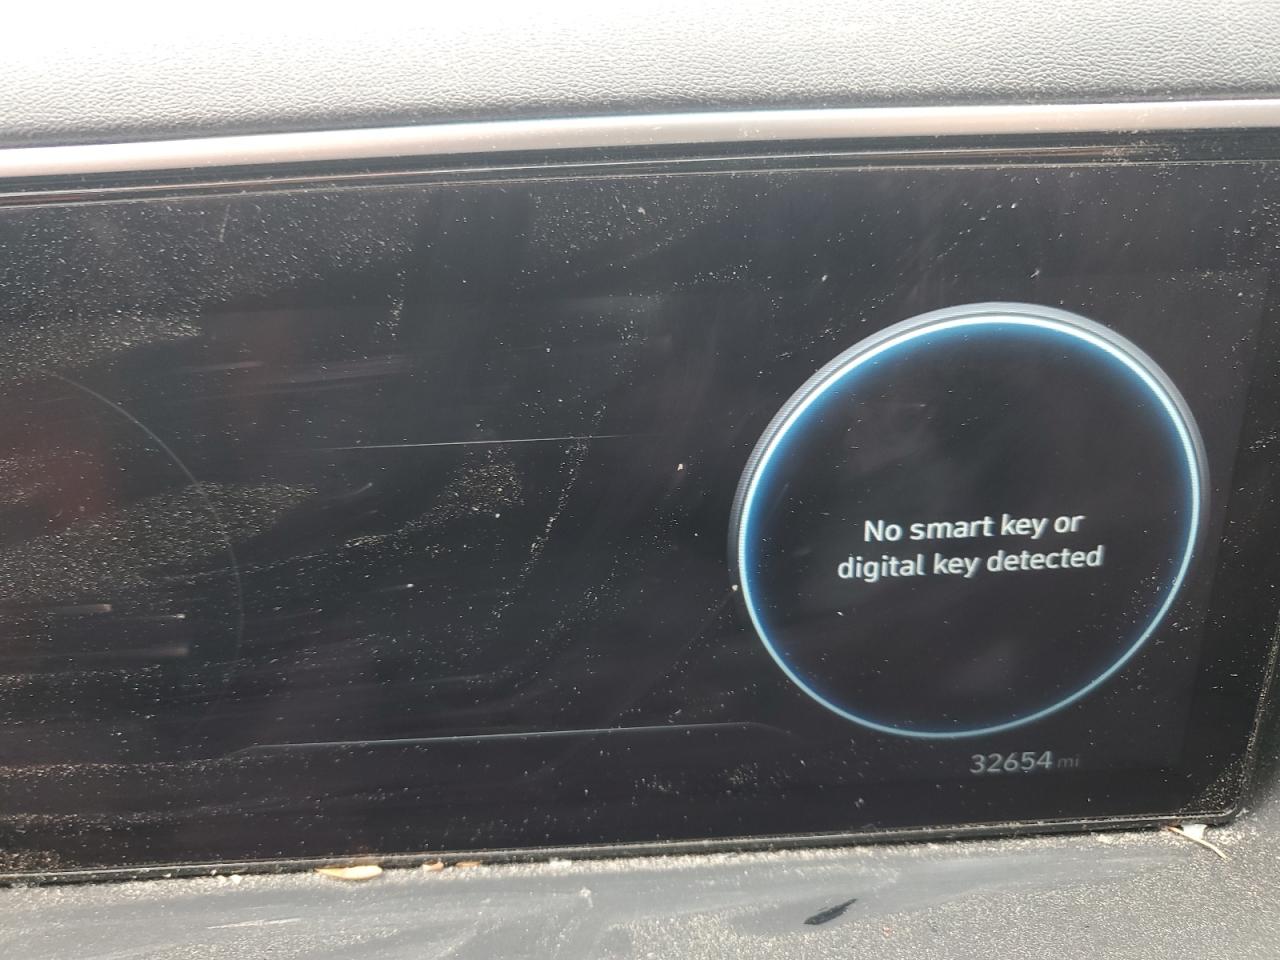 No smart key or
digital key detected
32654 mi